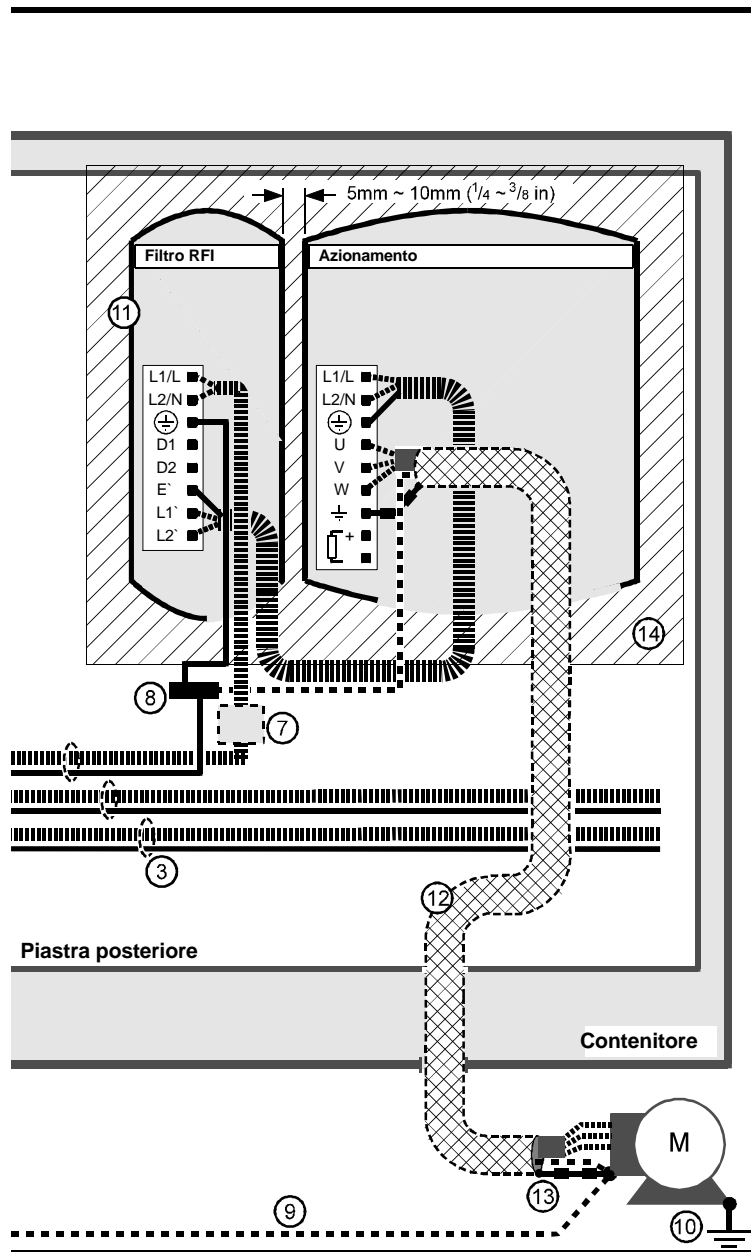 5mm ~ 10mm (1/4 ~ 3/8 in)
Filtro RFI
Azionamento
11
L1/L
L2/N
D1
D2
E`
L1`
L2`
L1/L
L2/N
U
V
W
+
14
8
7
3
12
Piastra posteriore
Contenitore
M
13
9
10